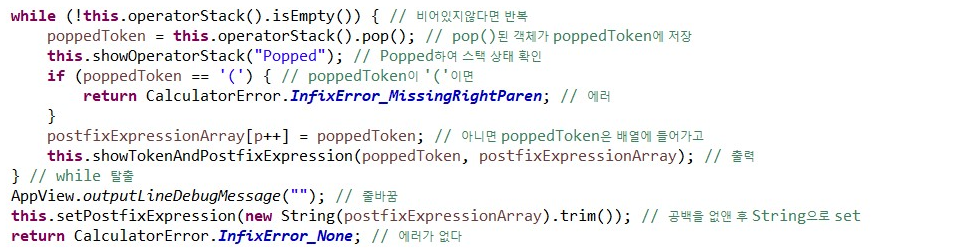 while (!this.operatorStack().isEmpty()) { // 비어있지않다면 반복
    poppedToken = this.operatorStack().pop(); // pop()된 객체가 poppedToken에 저장
    this.showOperatorStack("Popped"); // Popped하여 스택 상태 확인
    if (poppedToken == '(') { // poppedToken이 '('이면
        return CalculatorError.InfixError_MissingRightParen; // 에러
    }
    postfixExpressionArray[p++] = poppedToken; // 아니면 poppedToken은 배열에 들어가고
    this.showTokenAndPostfixExpression(poppedToken, postfixExpressionArray); // 출력
} // while 탈출
AppView.outputLineDebugMessage(""); // 줄바꿈
this.setPostfixExpression(new String(postfixExpressionArray).trim()); // 공백을 없앤 후 String으로 set
return CalculatorError.InfixError_None; // 에러가 없다